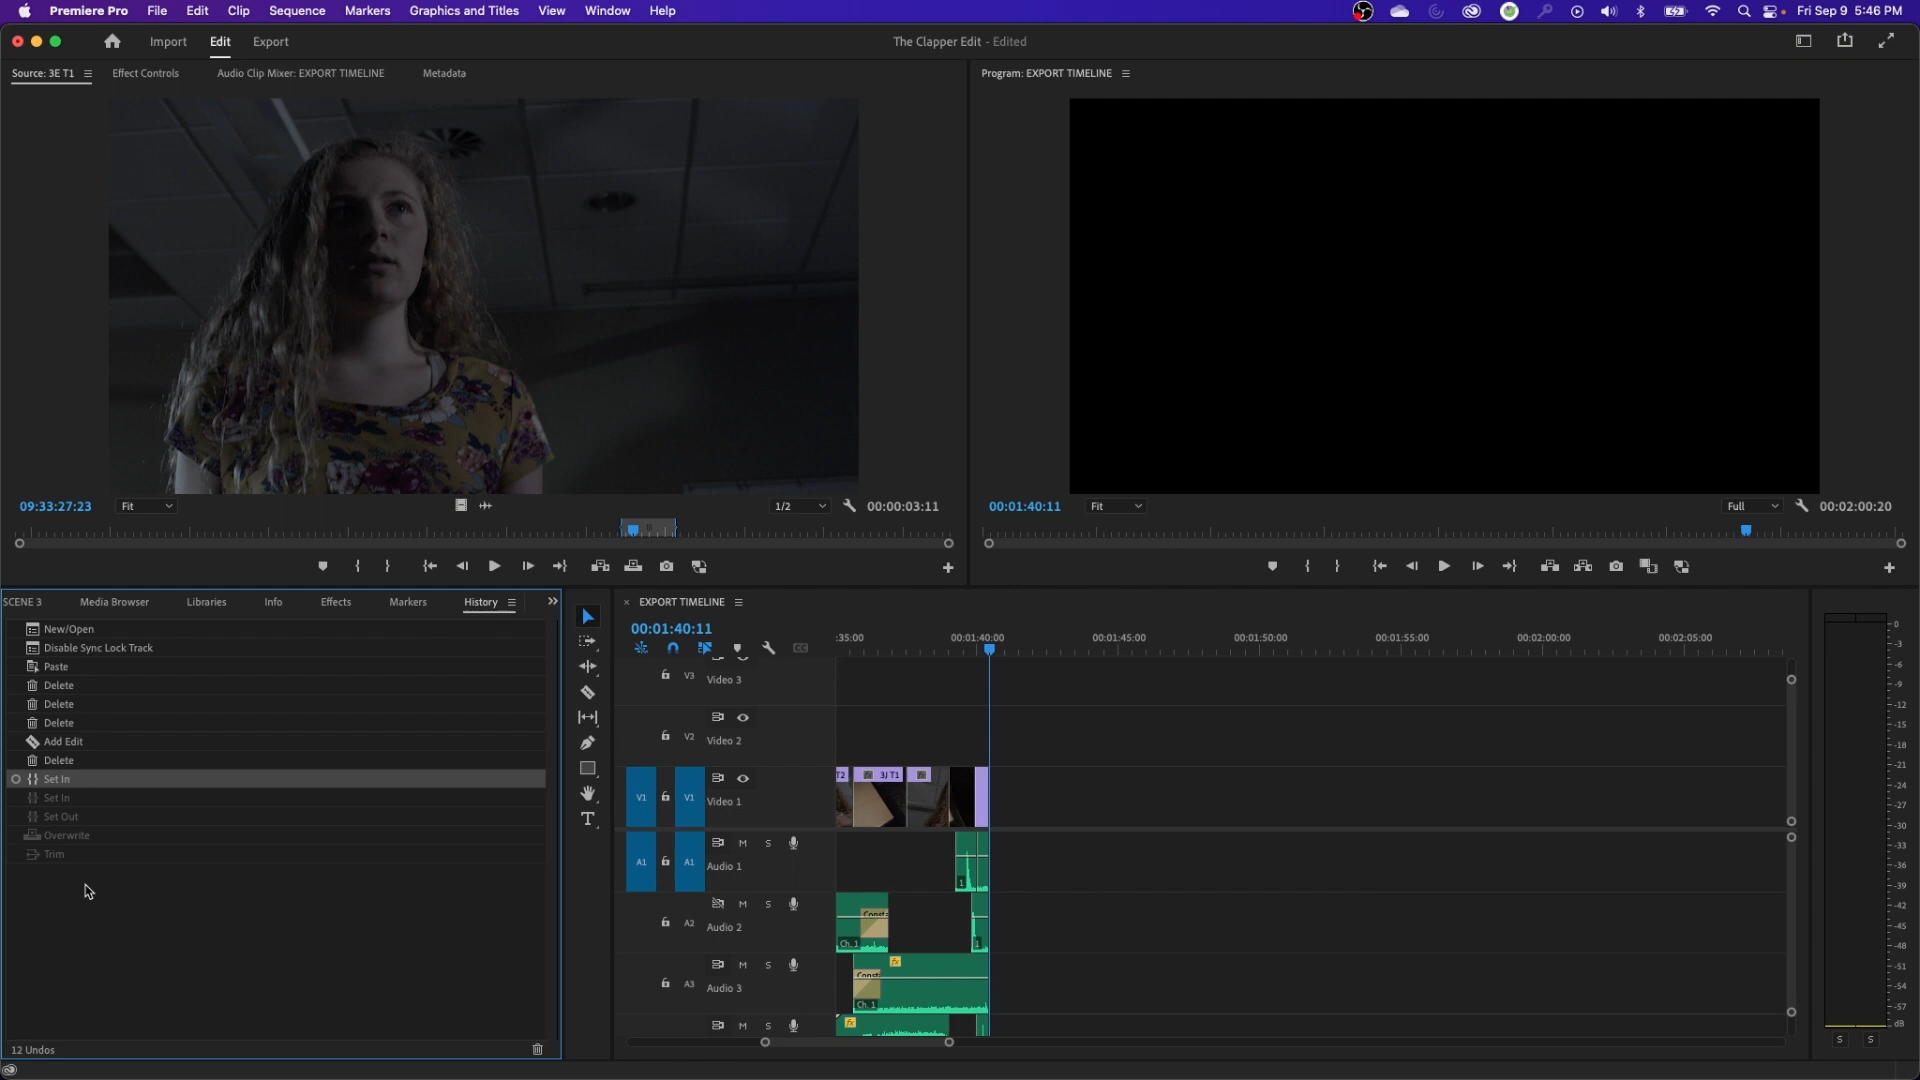 Premiere Pro File Edit Clip Sequence Markers Graphics and Titles View Window Help Fri Sep 9 5:46 PM
Import Edit Export The Clapper Edit - Edited
Source: 3E T1 Effect Controls Audio Clip Mixer: EXPORT TIMELINE Metadata
Program: EXPORT TIMELINE
09:33:27:23 Fit 1/2 00:00:03:11
00:01:40:11 Fit Full 00:02:00:20
SCENE 3 Media Browser Libraries Info Effects Markers History
New/Open
Disable Sync Lock Track
Paste
Delete
Delete
Delete
Add Edit
Delete
Set In
Set In
Set Out
Overwrite
Trim
12 Undos
EXPORT TIMELINE
00:01:40:11
:35:00 00:01:40:00 00:01:45:00 00:01:50:00 00:01:55:00 00:02:00:00 00:02:05:00
V3 Video 3
V2 Video 2
V1 V1 Video 1
T2 fx 3J T1 fx
A1 A1 M S Audio 1
1
A2 M S Audio 2
Consta
Ch. 1 1
A3 M S Audio 3
fx
Consta
Ch. 1
M S
fx
0
-3
-6
-9
-12
-15
-18
-21
-24
-27
-30
-33
-36
-39
-42
-45
-48
-51
-54
-57
dB
S S